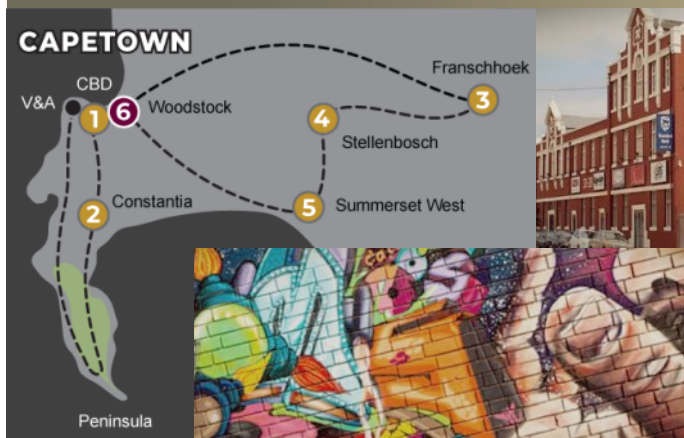 CAPETOWN
CBD
V&A
1
6
Woodstock
Franschhoek
3
4
Stellenbosch
2
Constantia
5
Summerset West
Peninsula